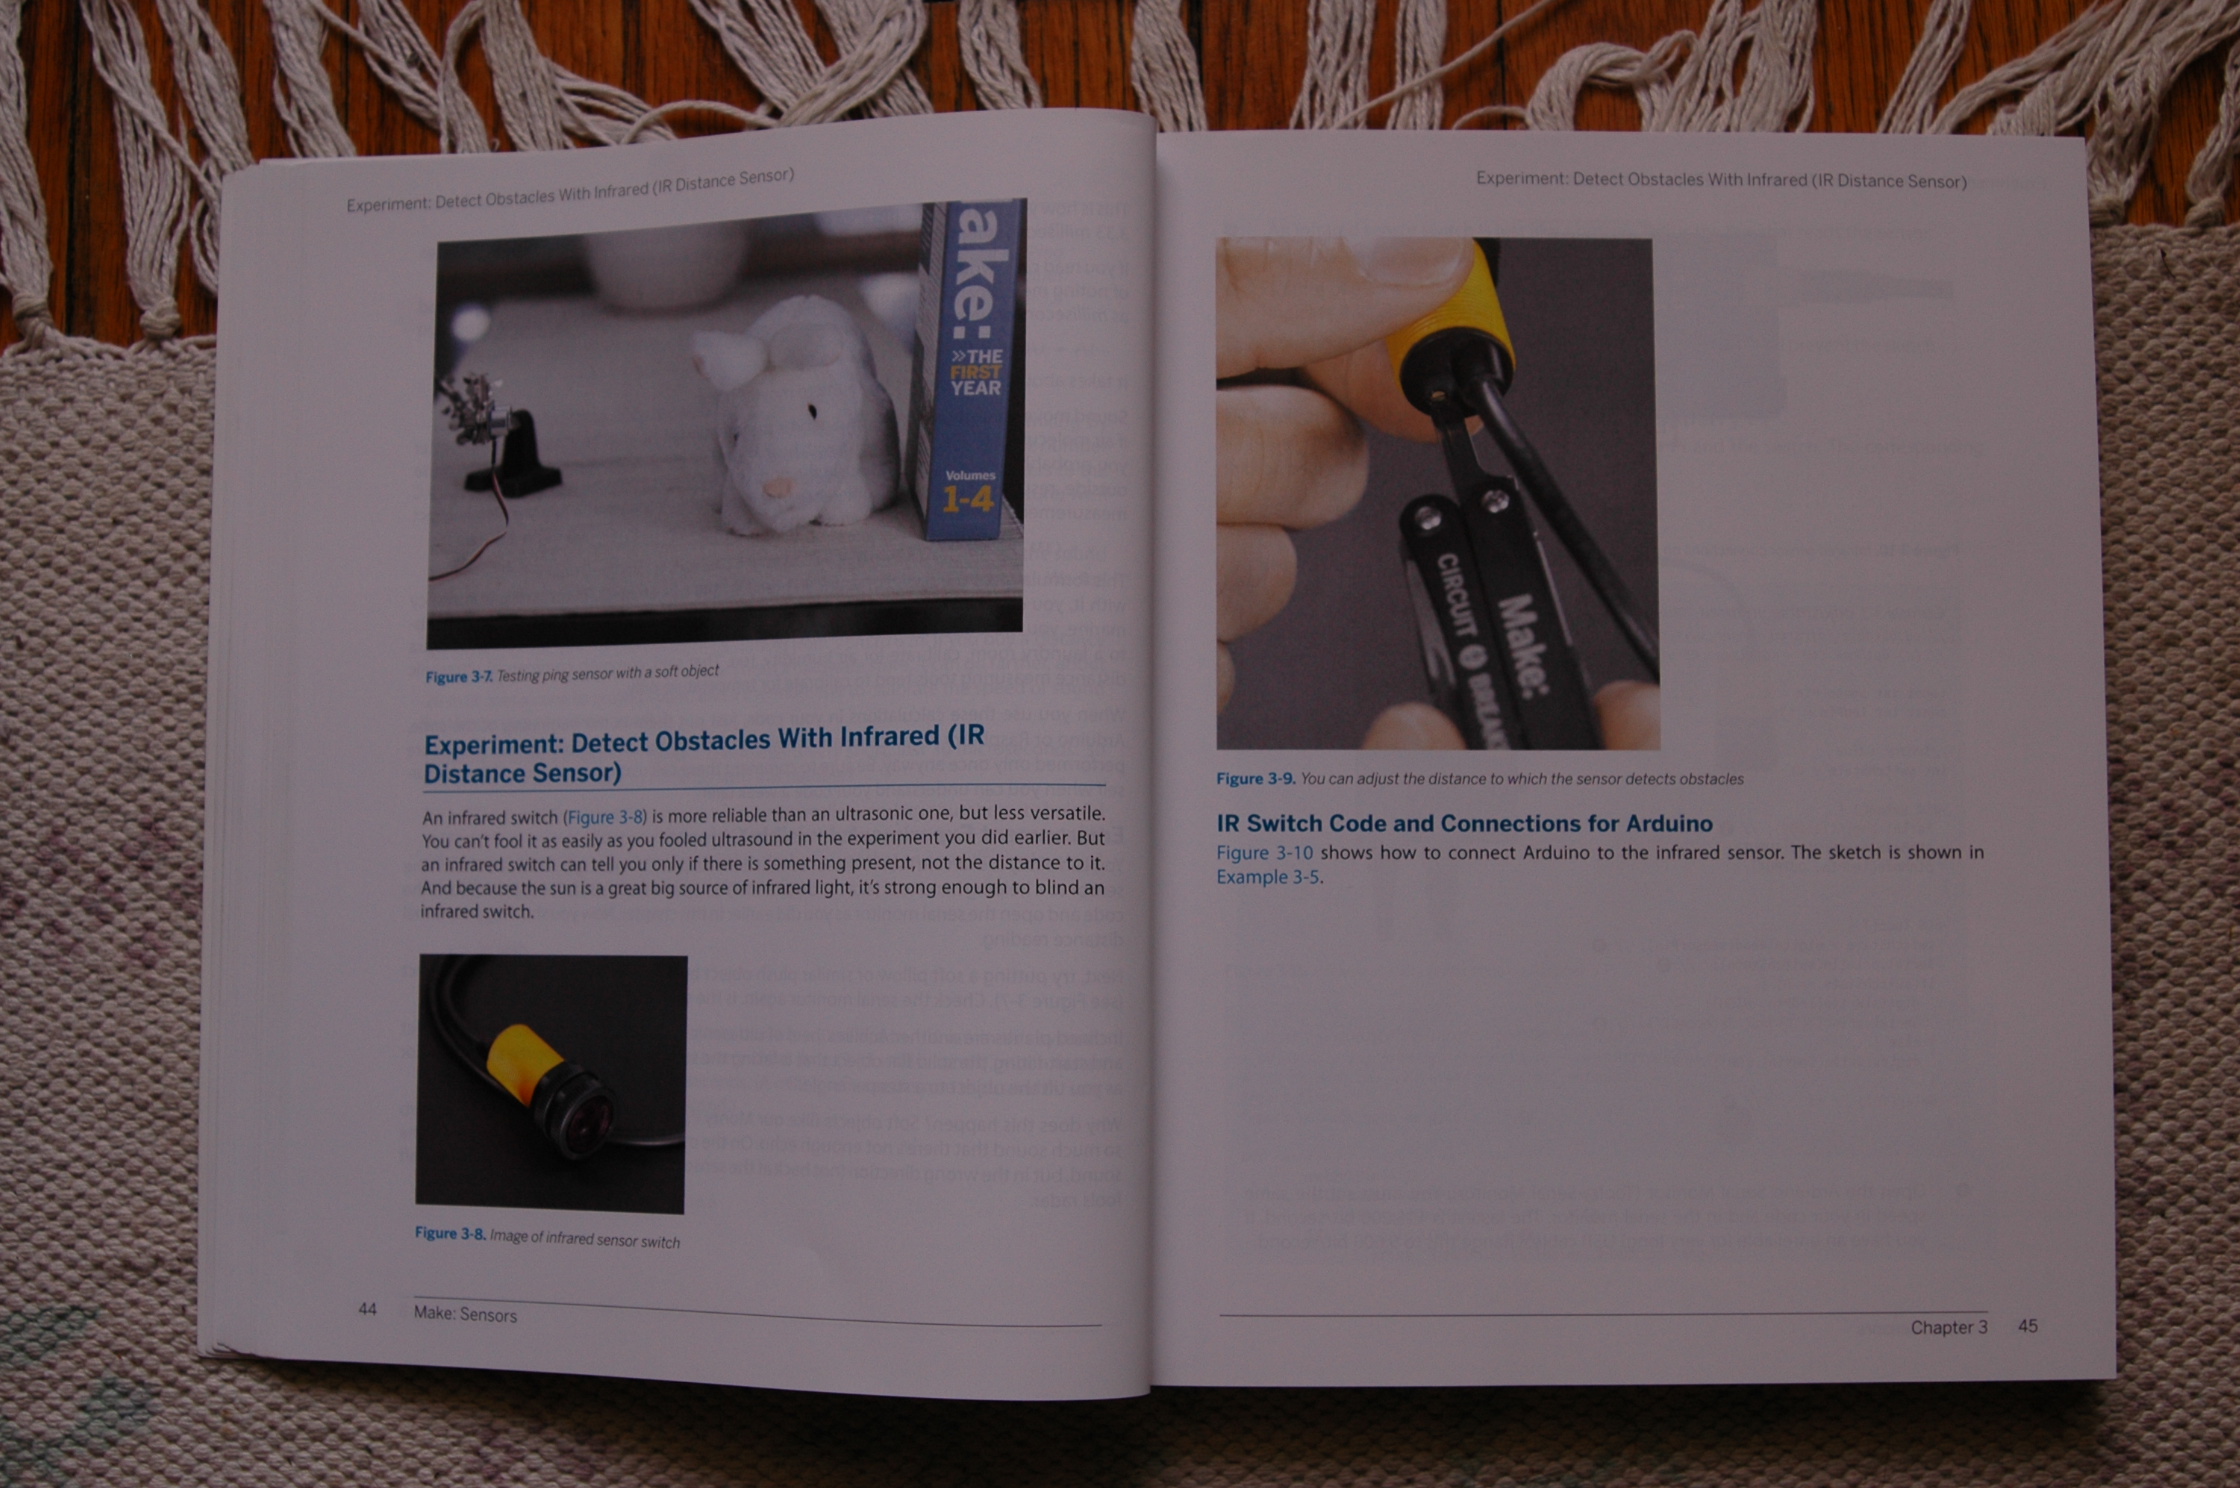 Experiment: Detect Obstacles With Infrared (IR Distance Sensor)
ake:
»THE
FIRST
YEAR
Volumes
1-4
Figure 3-7. Testing ping sensor with a soft object
Experiment: Detect Obstacles With Infrared (IR
Distance Sensor)
An infrared switch (Figure 3-8) is more reliable than an ultrasonic one, but less versatile.
You can't fool it as easily as you fooled ultrasound in the experiment you did earlier. But
an infrared switch can tell you only if there is something present, not the distance to it.
And because the sun is a great big source of infrared light, it's strong enough to blind an
infrared switch.
Figure 3-8. Image of infrared sensor switch
44 Make: Sensors
Experiment: Detect Obstacles With Infrared (IR Distance Sensor)
Make:
CIRCUIT BREAK
Figure 3-9. You can adjust the distance to which the sensor detects obstacles
IR Switch Code and Connections for Arduino
Figure 3-10 shows how to connect Arduino to the infrared sensor. The sketch is shown in
Example 3-5.
Chapter 3 45